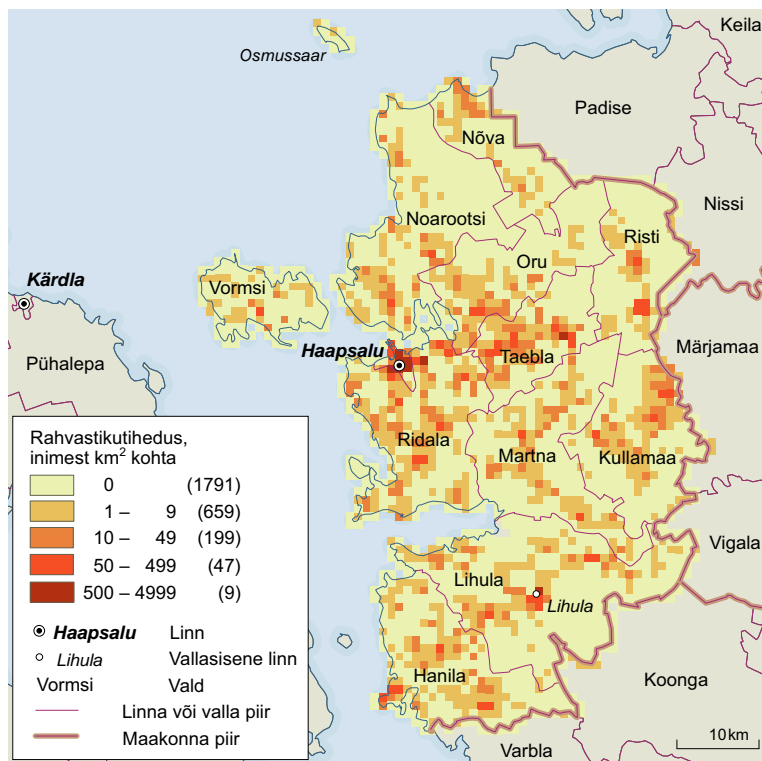 Keila
Osmussaar
Padise
Nõva
Nissi
Noarootsi
Risti
Oru
Kärdla
Vormsi
Märjamaa
Haapsalu
Taebla
Pühalepa
Ridala
Martna
Kullamaa
Vigala
Lihula
Lihula
Hanila
Koonga
Varbla
10 km
Rahvastikutihedus,
inimest km² kohta
0 (1791)
1 – 9 (659)
10 – 49 (199)
50 – 499 (47)
500 – 4999 (9)
Haapsalu Linn
Lihula Vallasisene linn
Vormsi Vald
Linna või valla piir
Maakonna piir